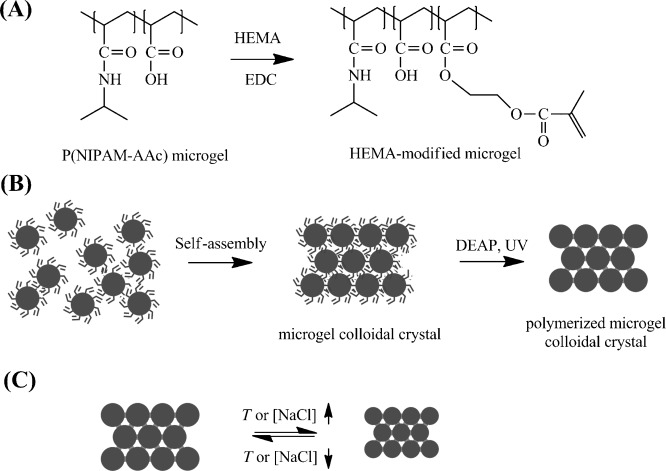 (A)
HEMA
EDC
C=O
C=O
NH
OH
C=O
C=O
C=O
NH
OH
O
O
C
O
P(NIPAM-AAc) microgel
HEMA-modified microgel
(B)
Self-assembly
DEAP, UV
microgel colloidal crystal
polymerized microgel
colloidal crystal
(C)
T or [NaCl]
T or [NaCl]